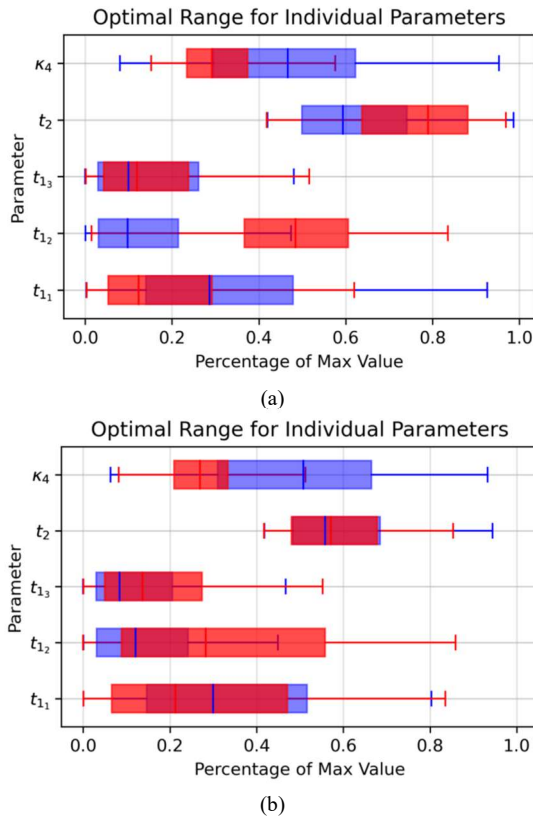 Optimal Range for Individual Parameters
κ₄
t₂
t₁₃
t₁₂
t₁₁
Parameter
0.0 0.2 0.4 0.6 0.8 1.0
Percentage of Max Value
(a)
Optimal Range for Individual Parameters
κ₄
t₂
t₁₃
t₁₂
t₁₁
Parameter
0.0 0.2 0.4 0.6 0.8 1.0
Percentage of Max Value
(b)